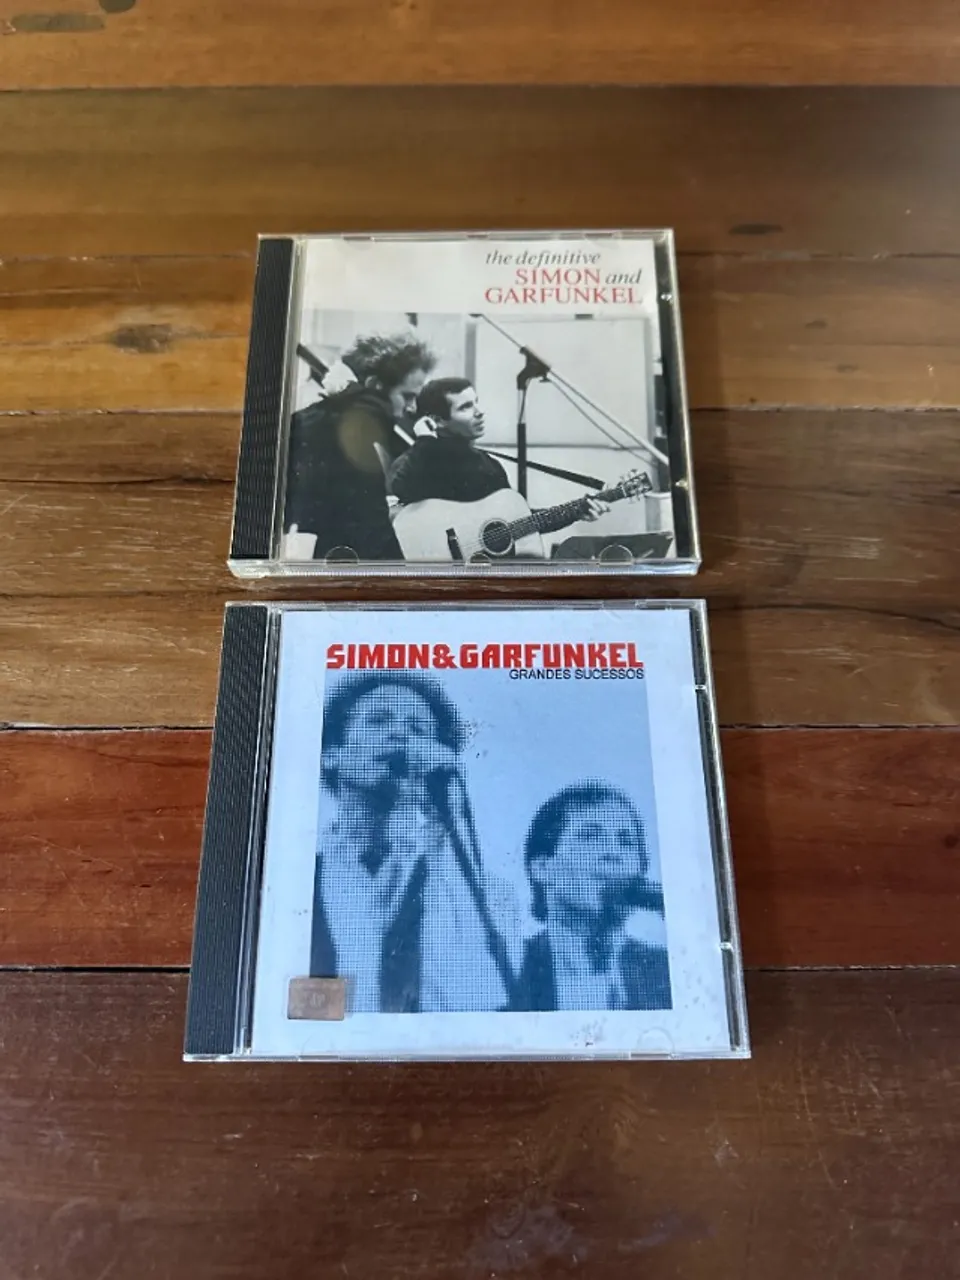 the definitive
SIMON and
GARFUNKEL
SIMON&GARFUNKEL
GRANDES SUCESSOS